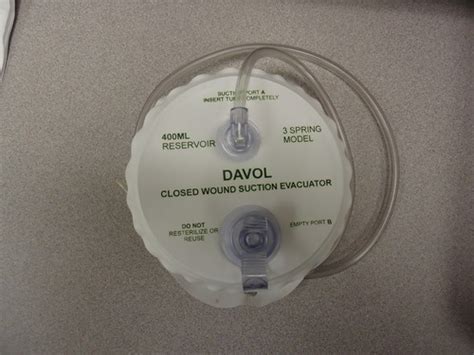 SUCTION PORT A
INSERT TUBE COMPLETELY
400ML
RESERVOIR
3 SPRING
MODEL
DAVOL
CLOSED WOUND SUCTION EVACUATOR
DO NOT
RESTERILIZE OR
REUSE
EMPTY PORT B